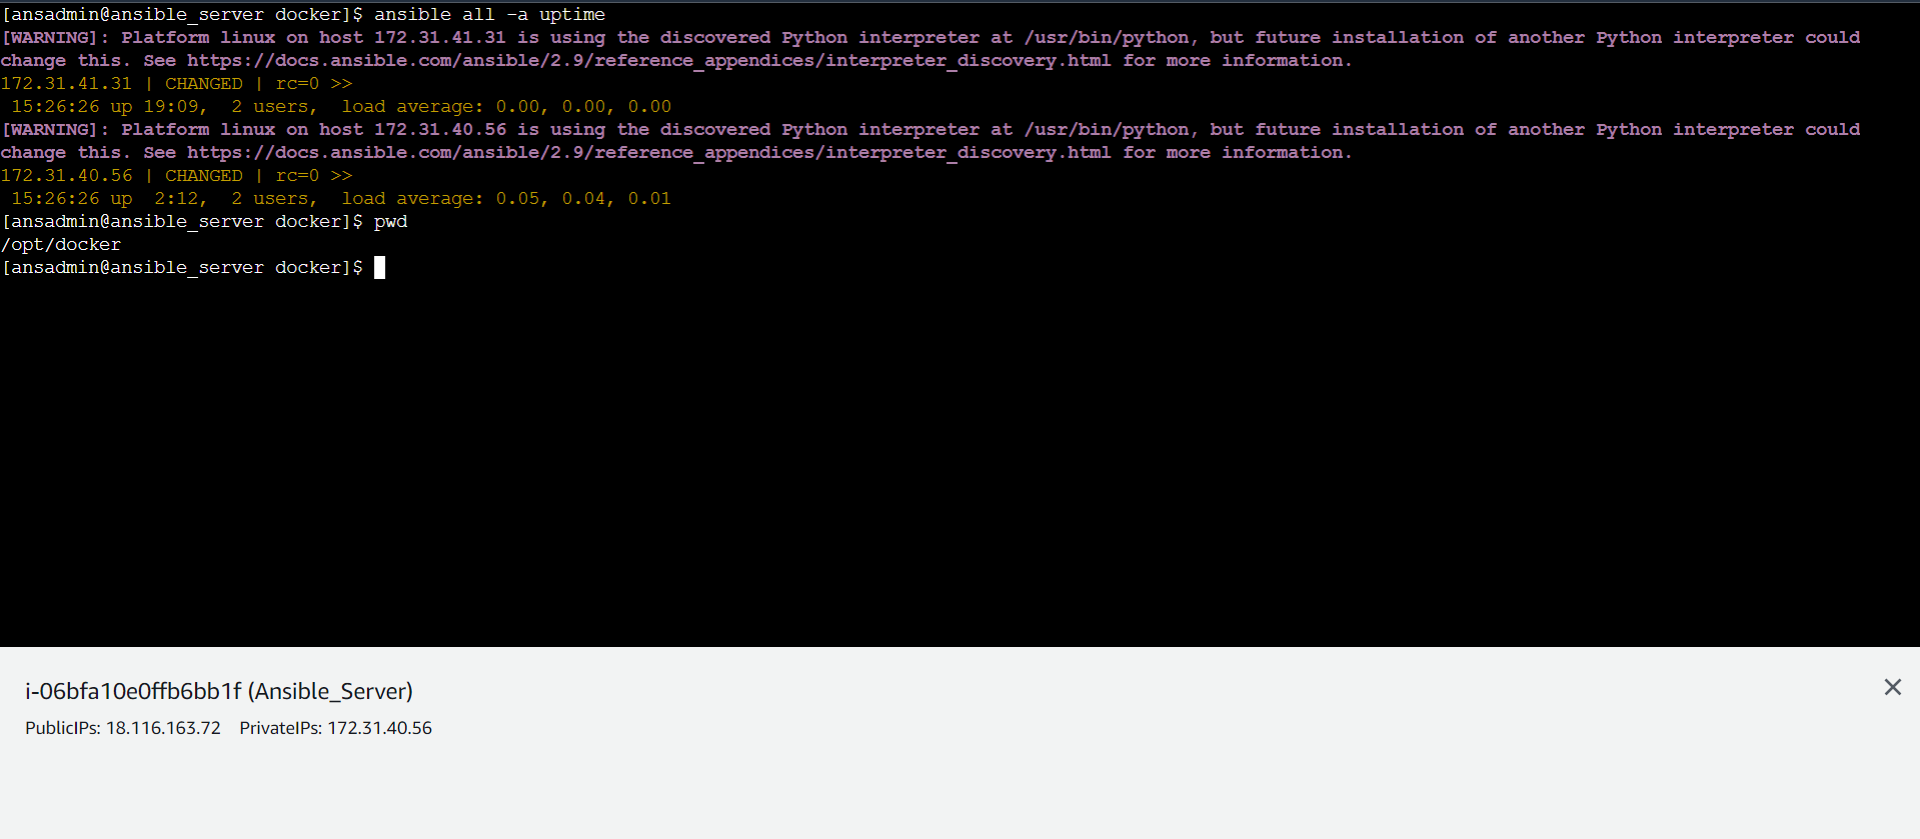 [ansadmin@ansible_server docker]$ ansible all -a uptime
[WARNING]: Platform linux on host 172.31.41.31 is using the discovered Python interpreter at /usr/bin/python, but future installation of another Python interpreter could
change this. See https://docs.ansible.com/ansible/2.9/reference_appendices/interpreter_discovery.html for more information.
172.31.41.31 | CHANGED | rc=0 >>
 15:26:26 up 19:09,  2 users,  load average: 0.00, 0.00, 0.00
[WARNING]: Platform linux on host 172.31.40.56 is using the discovered Python interpreter at /usr/bin/python, but future installation of another Python interpreter could
change this. See https://docs.ansible.com/ansible/2.9/reference_appendices/interpreter_discovery.html for more information.
172.31.40.56 | CHANGED | rc=0 >>
 15:26:26 up  2:12,  2 users,  load average: 0.05, 0.04, 0.01
[ansadmin@ansible_server docker]$ pwd
/opt/docker
[ansadmin@ansible_server docker]$
i-06bfa10e0ffb6bb1f (Ansible_Server)
PublicIPs: 18.116.163.72    PrivateIPs: 172.31.40.56